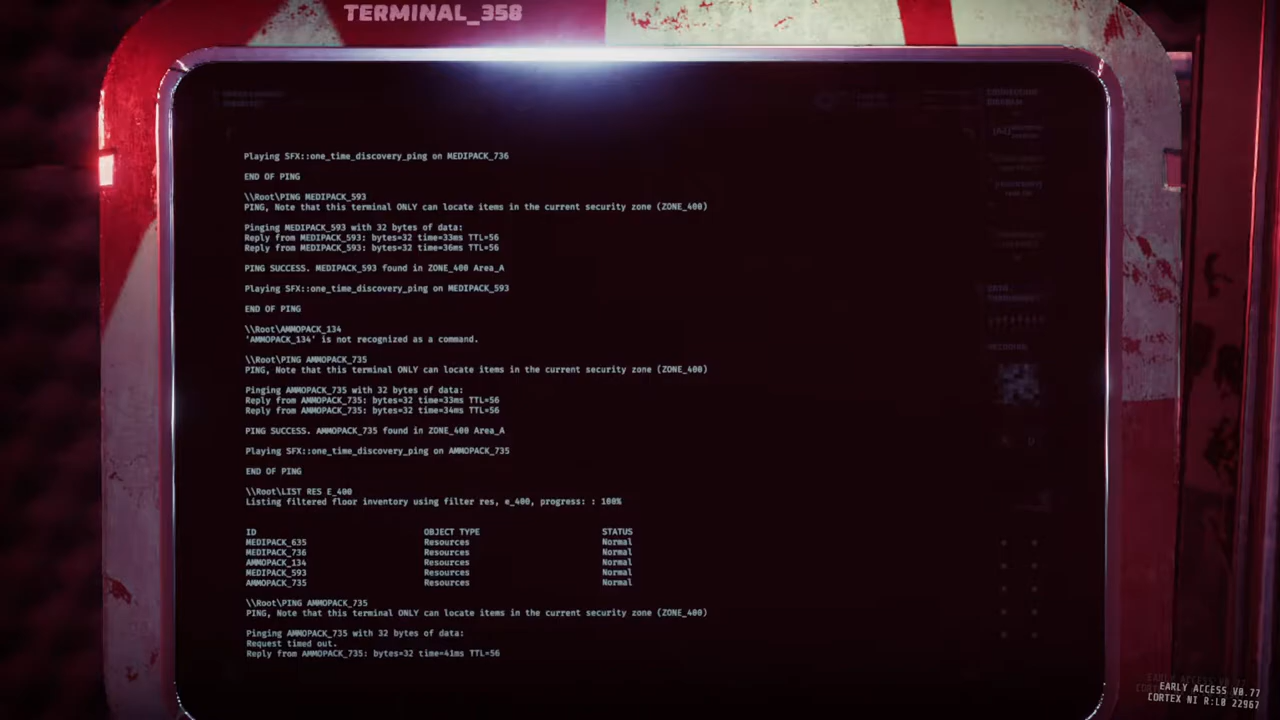 TERMINAL_358
Playing SFX::one_time_discovery_ping on MEDIPACK_736
END OF PING
\\Root\PING MEDIPACK_593
PING, Note that this terminal ONLY can locate items in the current security zone (ZONE_400)
Pinging MEDIPACK_593 with 32 bytes of data:
Reply from MEDIPACK_593: bytes=32 time=33ms TTL=56
Reply from MEDIPACK_593: bytes=32 time=36ms TTL=56
PING SUCCESS. MEDIPACK_593 found in ZONE_400 Area_A
Playing SFX::one_time_discovery_ping on MEDIPACK_593
END OF PING
\\Root\AMMOPACK_134
'AMMOPACK_134' is not recognized as a command.
\\Root\PING AMMOPACK_735
PING, Note that this terminal ONLY can locate items in the current security zone (ZONE_400)
Pinging AMMOPACK_735 with 32 bytes of data:
Reply from AMMOPACK_735: bytes=32 time=33ms TTL=56
Reply from AMMOPACK_735: bytes=32 time=34ms TTL=56
PING SUCCESS. AMMOPACK_735 found in ZONE_400 Area_A
Playing SFX::one_time_discovery_ping on AMMOPACK_735
END OF PING
\\Root\LIST RES E_400
Listing filtered floor inventory using filter res, e_400, progress: : 100%
ID OBJECT TYPE STATUS
MEDIPACK_635 Resources Normal
MEDIPACK_736 Resources Normal
AMMOPACK_134 Resources Normal
MEDIPACK_593 Resources Normal
AMMOPACK_735 Resources Normal
\\Root\PING AMMOPACK_735
PING, Note that this terminal ONLY can locate items in the current security zone (ZONE_400)
Pinging AMMOPACK_735 with 32 bytes of data:
Request timed out.
Reply from AMMOPACK_735: bytes=32 time=41ms TTL=56
EARLY ACCESS V0.77
CORTEX NI R:L0 22967